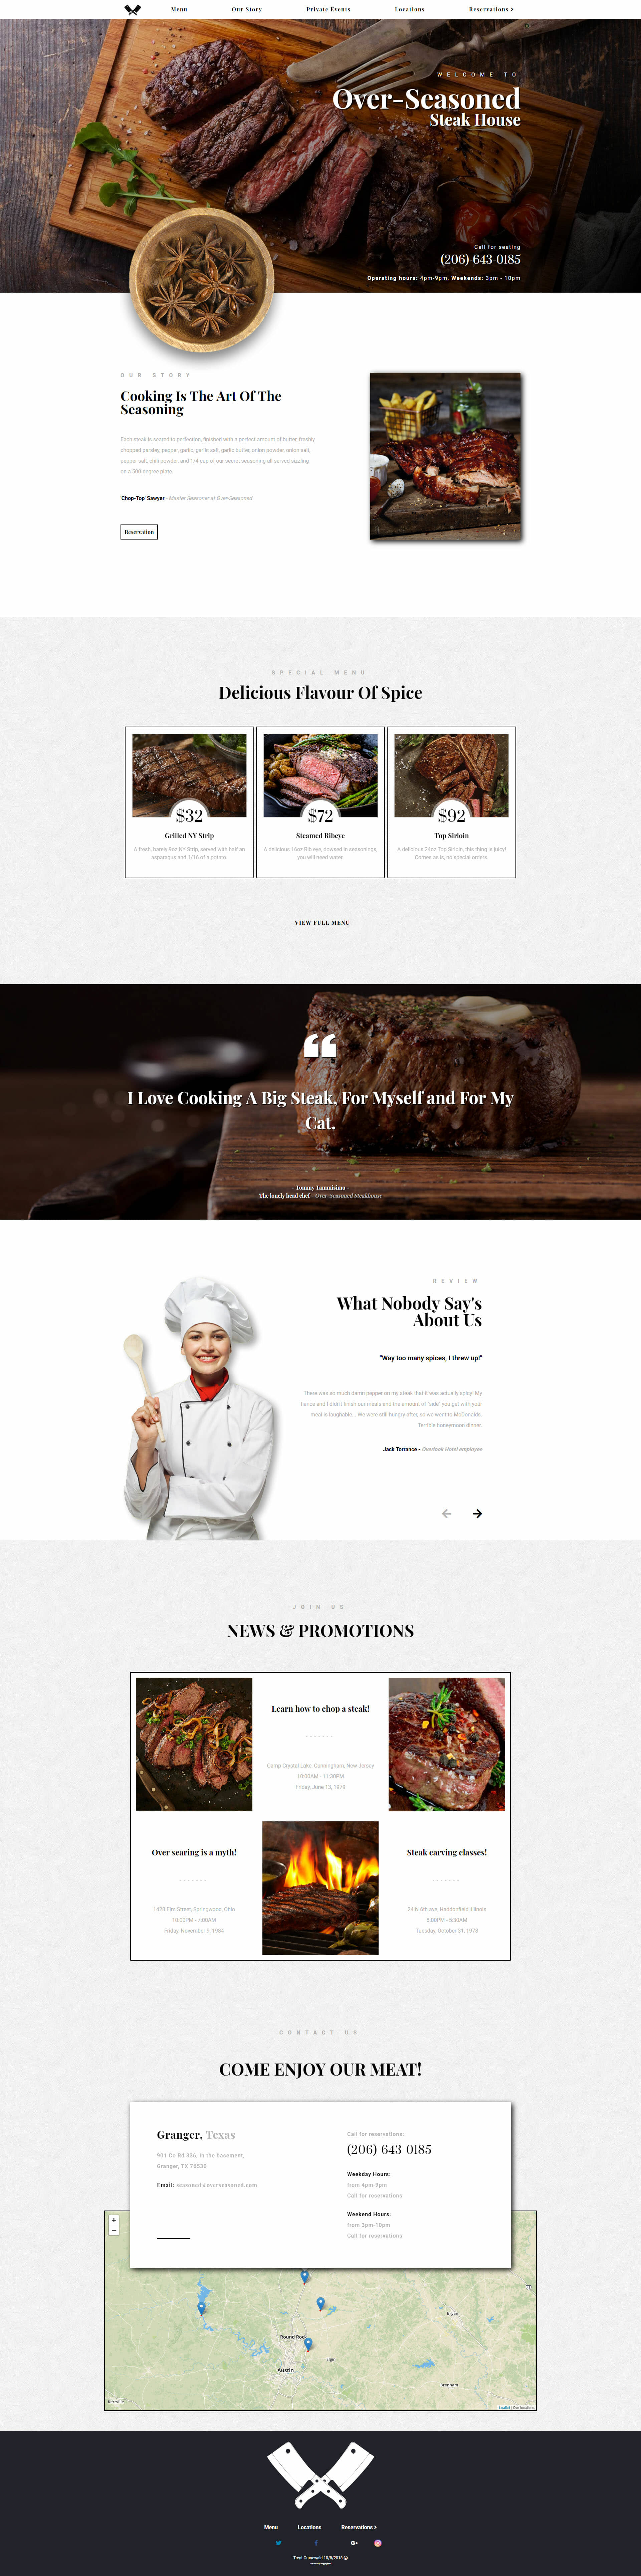 Menu
Our Story
Private Events
Locations
Reservations
WELCOME TO
Over-Seasoned
Steak House
Call for seating
(206)-643-0185
Operating hours: 4pm-9pm, Weekends: 3pm - 10pm
OUR STORY
Cooking Is The Art Of The
Seasoning
Each steak is seared to perfection, finished with a perfect amount of butter, freshly
chopped parsley, pepper, garlic, garlic salt, garlic butter, onion powder, onion salt,
pepper salt, chili powder, and 1/4 cup of our secret seasoning all served sizzling
on a 500-degree plate.
'Chop-Top' Sawyer - Master Seasoner at Over-Seasoned
Reservation
SPECIAL MENU
Delicious Flavour Of Spice
$32
Grilled NY Strip
A fresh, barely 9oz NY Strip, served with half an
asparagus and 1/16 of a potato.
$72
Steamed Ribeye
A delicious 16oz Rib eye, dowsed in seasonings,
you will need water.
$92
Top Sirloin
A delicious 24oz Top Sirloin, this thing is juicy!
Comes as is, no special orders.
VIEW FULL MENU
I Love Cooking A Big Steak, For Myself and For My
Cat.
- Tommy Tammisimo -
The lonely head chef - Over-Seasoned Steakhouse
REVIEW
What Nobody Say's
About Us
"Way too many spices, I threw up!"
There was so much damn pepper on my steak that it was actually spicy! My
fiance and I didn't finish our meals and the amount of "side" you get with your
meal is laughable... We were still hungry after, so we went to McDonalds.
Terrible honeymoon dinner.
Jack Torrance - Overlook Hotel employee
JOIN US
NEWS & PROMOTIONS
Learn how to chop a steak!
- - - - - - -
Camp Crystal Lake, Cunningham, New Jersey
10:00AM - 11:30PM
Friday, June 13, 1979
Over searing is a myth!
- - - - - - -
1428 Elm Street, Springwood, Ohio
10:00PM - 7:00AM
Friday, November 9, 1984
Steak carving classes!
- - - - - - -
24 N 6th ave, Haddonfield, Illinois
8:00PM - 9:30AM
Tuesday, October 31, 1978
CONTACT US
COME ENJOY OUR MEAT!
Granger, Texas
901 Co Rd 336, In the basement,
Granger, TX 76530
Email: seasoned@overseasoned.com
Call for reservations:
(206)-643-0185
Weekday Hours:
from 4pm-9pm
Call for reservations
Weekend Hours:
from 3pm-10pm
Call for reservations
+
−
Bryan
Round Rock
Elgin
Austin
Brenham
Leaflet | Our locations
Menu
Locations
Reservations
Trent Grunewald 10/8/2018 ©